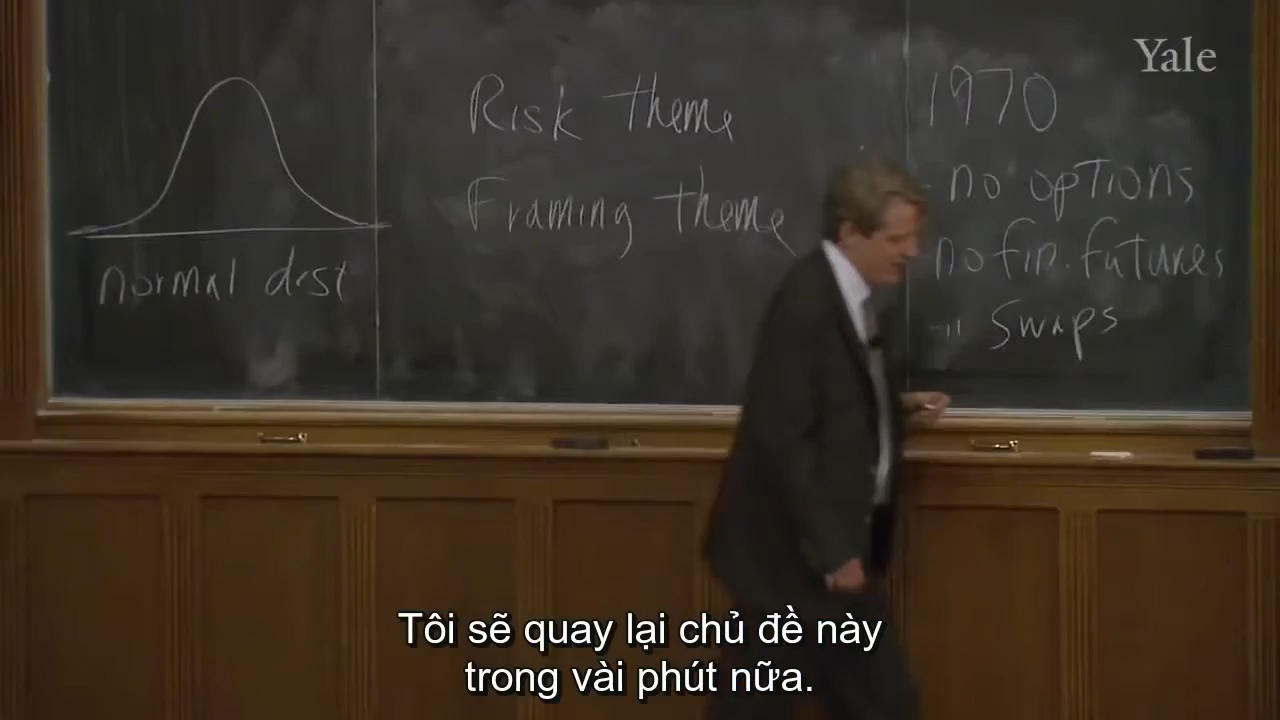 Yale
normal dist
Risk theme
Framing theme
1970
- no options
no fin. futures
-" swaps
Tôi sẽ quay lại chủ đề này
trong vài phút nữa.